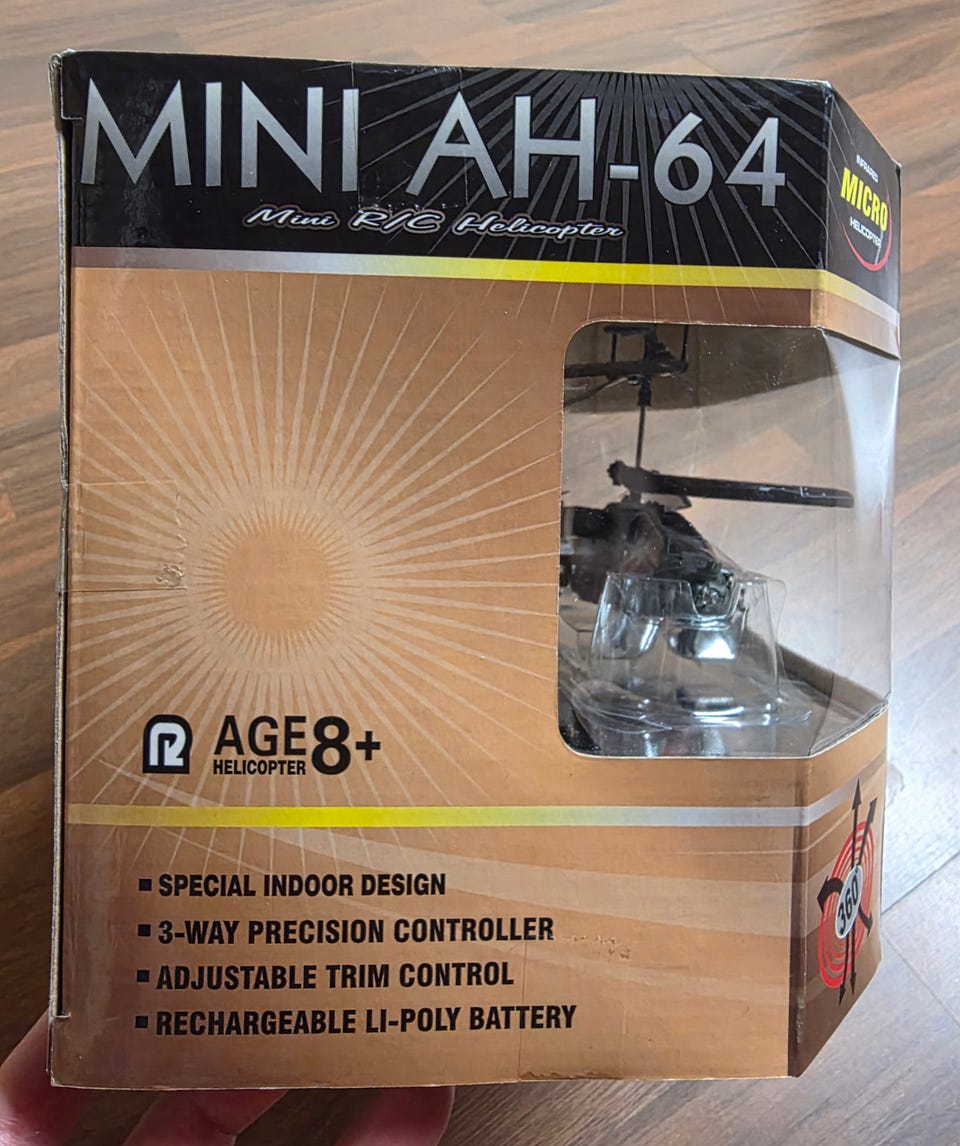 MINI AH-64
Mini R/C Helicopter
INFRARED
MICRO
HELICOPTER
R AGE 8+
HELICOPTER
360°
▪ SPECIAL INDOOR DESIGN
▪ 3-WAY PRECISION CONTROLLER
▪ ADJUSTABLE TRIM CONTROL
▪ RECHARGEABLE LI-POLY BATTERY